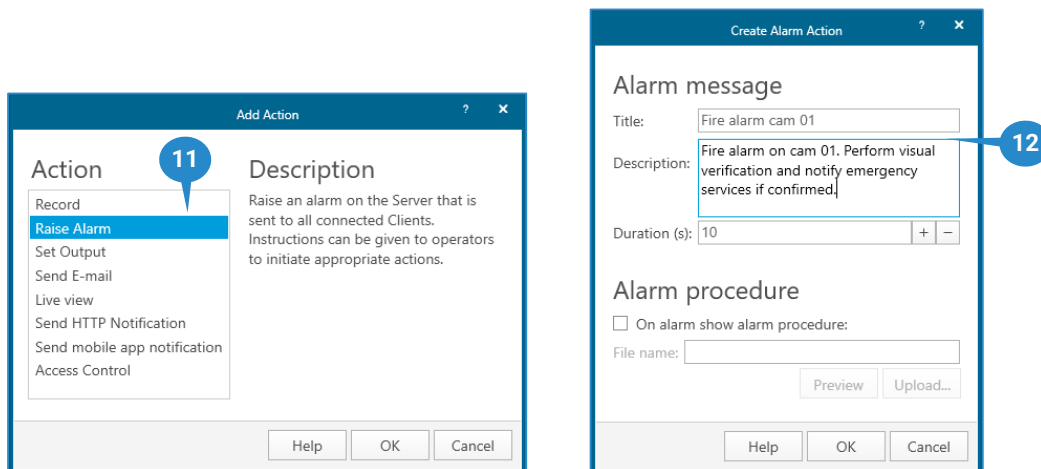 Add Action
?
×
Action
11
Record
Raise Alarm
Set Output
Send E-mail
Live view
Send HTTP Notification
Send mobile app notification
Access Control
Description
Raise an alarm on the Server that is
sent to all connected Clients.
Instructions can be given to operators
to initiate appropriate actions.
Help
OK
Cancel
Create Alarm Action
?
×
Alarm message
Title:
Fire alarm cam 01
12
Description:
Fire alarm on cam 01. Perform visual
verification and notify emergency
services if confirmed.
Duration (s):
10
+
−
Alarm procedure
On alarm show alarm procedure:
File name:
Preview
Upload...
Help
OK
Cancel